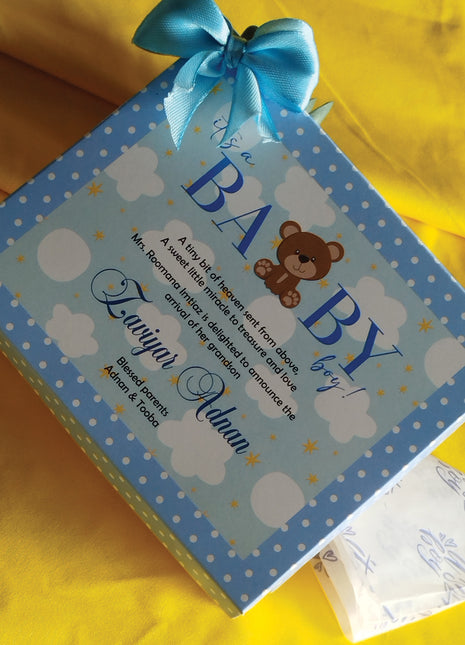 it's a
BABY
boy!
A tiny bit of heaven sent from above,
A sweet little miracle to treasure and love
Mrs. Roomana Imtiaz is delighted to announce the
arrival of her grandson
Zaviyar Adnan
Blessed parents
Adnan & Tooba